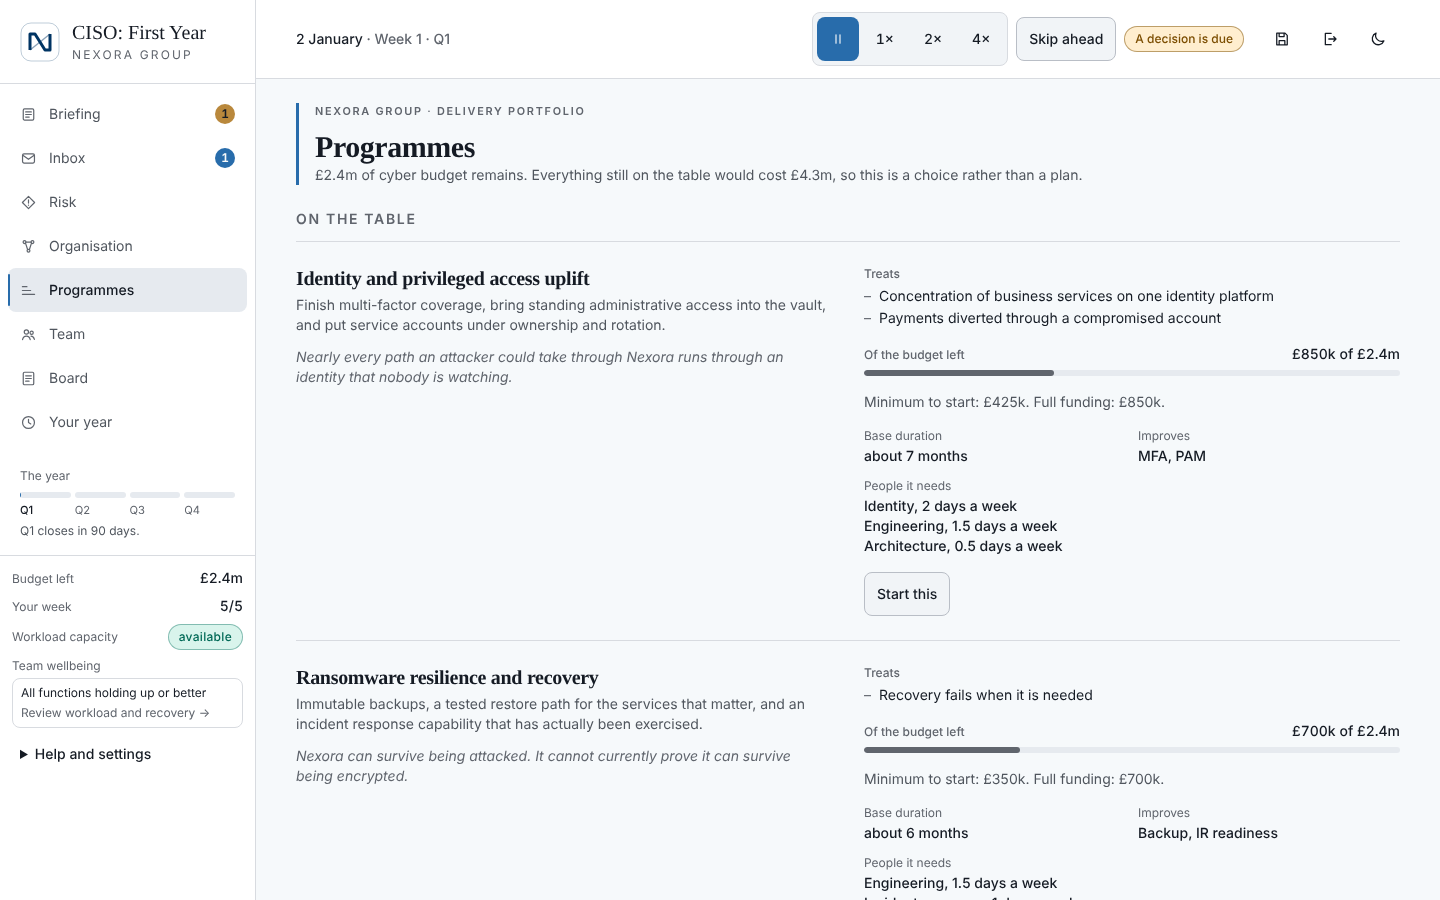 CISO: First Year
NEXORA GROUP
Briefing
1
Inbox
1
Risk
Organisation
Programmes
Team
Board
Your year
The year
Q1
Q2
Q3
Q4
Q1 closes in 90 days.
Budget left
£2.4m
Your week
5/5
Workload capacity
available
Team wellbeing
All functions holding up or better
Review workload and recovery →
Help and settings
2 January · Week 1 · Q1
1×
2×
4×
Skip ahead
A decision is due
NEXORA GROUP · DELIVERY PORTFOLIO
Programmes
£2.4m of cyber budget remains. Everything still on the table would cost £4.3m, so this is a choice rather than a plan.
ON THE TABLE
Identity and privileged access uplift
Finish multi-factor coverage, bring standing administrative access into the vault,
and put service accounts under ownership and rotation.
Nearly every path an attacker could take through Nexora runs through an
identity that nobody is watching.
Treats
– Concentration of business services on one identity platform
– Payments diverted through a compromised account
Of the budget left
£850k of £2.4m
Minimum to start: £425k. Full funding: £850k.
Base duration
about 7 months
Improves
MFA, PAM
People it needs
Identity, 2 days a week
Engineering, 1.5 days a week
Architecture, 0.5 days a week
Start this
Ransomware resilience and recovery
Immutable backups, a tested restore path for the services that matter, and an
incident response capability that has actually been exercised.
Nexora can survive being attacked. It cannot currently prove it can survive
being encrypted.
Treats
– Recovery fails when it is needed
Of the budget left
£700k of £2.4m
Minimum to start: £350k. Full funding: £700k.
Base duration
about 6 months
Improves
Backup, IR readiness
People it needs
Engineering, 1.5 days a week